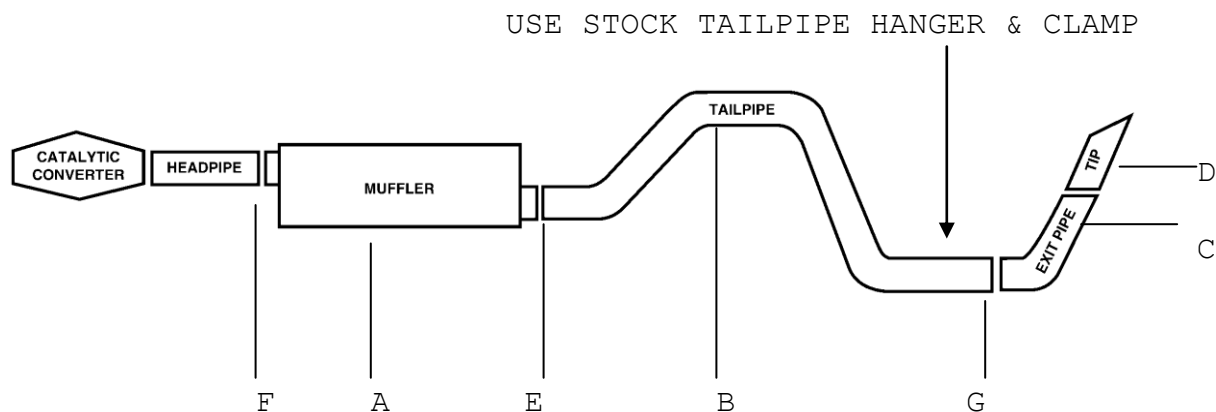 USE STOCK TAILPIPE HANGER & CLAMP
TAILPIPE
CATALYTIC
CONVERTER
HEADPIPE
MUFFLER
TIP
D
EXIT PIPE
C
F
A
E
B
G